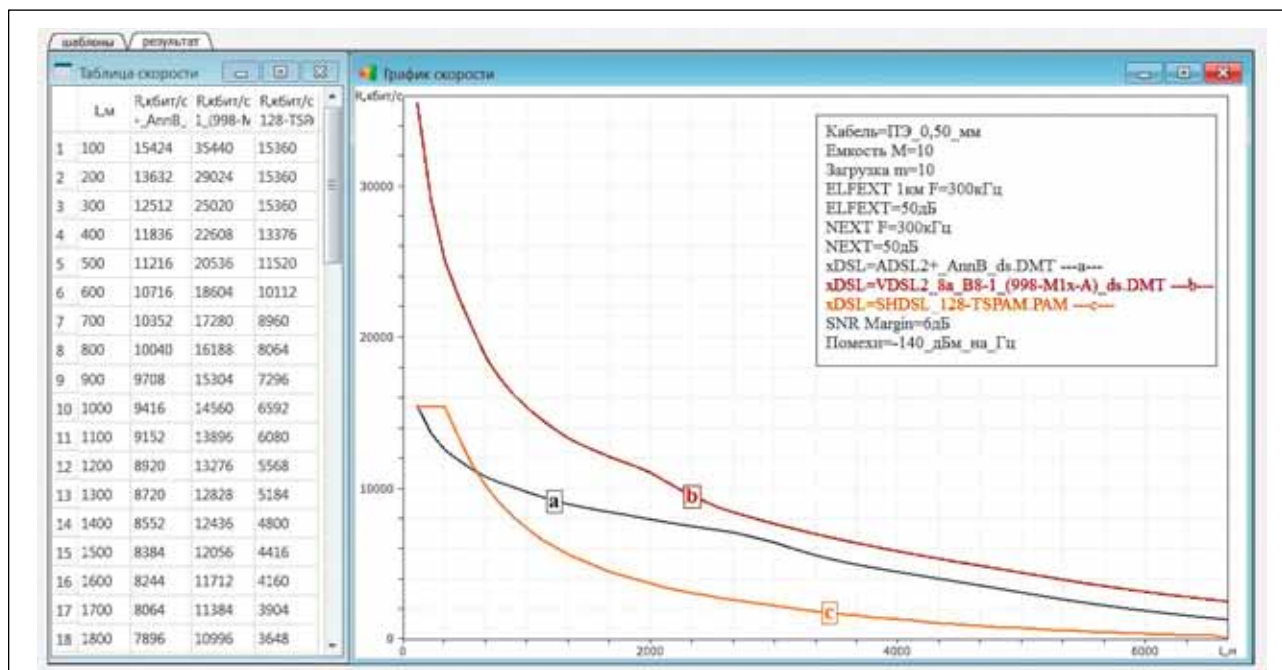 шаблоны результат
Таблица скорости
L,м R,кбит/с R,кбит/с R,кбит/с
+_AnnB_ 1_(998-M 128-TSPA
1 100 15424 35440 15360
2 200 13632 29024 15360
3 300 12512 25020 15360
4 400 11836 22608 13376
5 500 11216 20536 11520
6 600 10716 18604 10112
7 700 10352 17280 8960
8 800 10040 16188 8064
9 900 9708 15304 7296
10 1000 9416 14560 6592
11 1100 9152 13896 6080
12 1200 8920 13276 5568
13 1300 8720 12828 5184
14 1400 8552 12436 4800
15 1500 8384 12056 4416
16 1600 8244 11712 4160
17 1700 8064 11384 3904
18 1800 7896 10996 3648
График скорости
R,кбит/с
30000
20000
10000
0
0 2000 4000 6000 L,м
a
b
c
Кабель=ПЭ_0,50_мм
Емкость M=10
Загрузка m=10
ELFEXT 1км F=300кГц
ELFEXT=50дБ
NEXT F=300кГц
NEXT=50дБ
xDSL=ADSL2+_AnnB_ds.DMT ---a---
xDSL=VDSL2_8a_B8-1_(998-M1x-A)_ds.DMT ---b---
xDSL=SHDSL_128-TSPAM.PAM ---c---
SNR Margin=6дБ
Помехи=-140_дБм_на_Гц